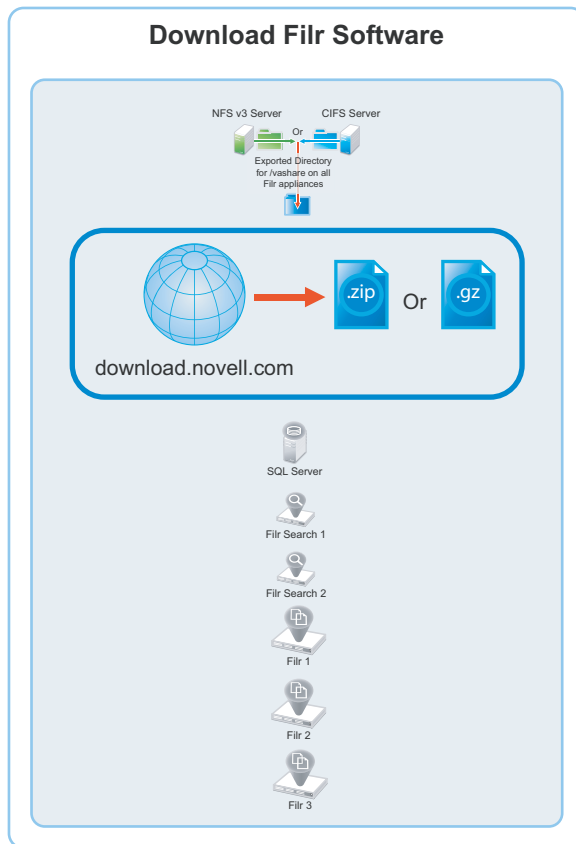 Download Filr Software
NFS v3 Server
CIFS Server
Or
Exported Directory
for /vashare on all
Filr appliances
.zip
Or
.gz
download.novell.com
SQL Server
Filr Search 1
Filr Search 2
Filr 1
Filr 2
Filr 3